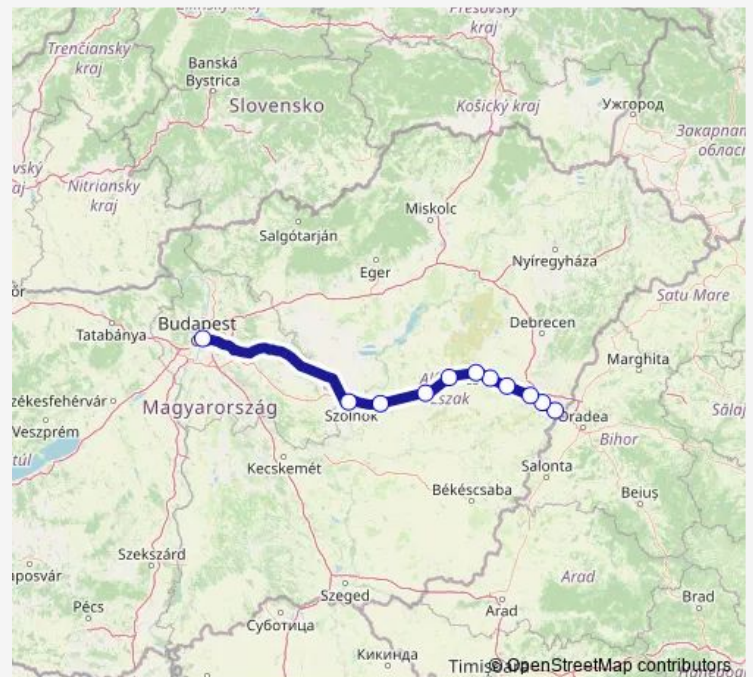 Prešovský
kraj
Trenčiansky
kraj
Banská
Bystrica
Slovensko
Košický kraj
Ужгород
Nitriansky
kraj
Miskolc
Salgótarján
Eger
Nyíregyháza
Satu Mare
Budapest
Tatabánya
Debrecen
Marghita
Magyarország
Észak
Veszprém
Szolnok
Oradea
Bihor
Kecskemét
Salonta
Beiuș
Békéscsaba
Szekszárd
Arad
Szeged
Pécs
Суботица
Arad
Brad
Кикинда
© OpenStreetMap contributors